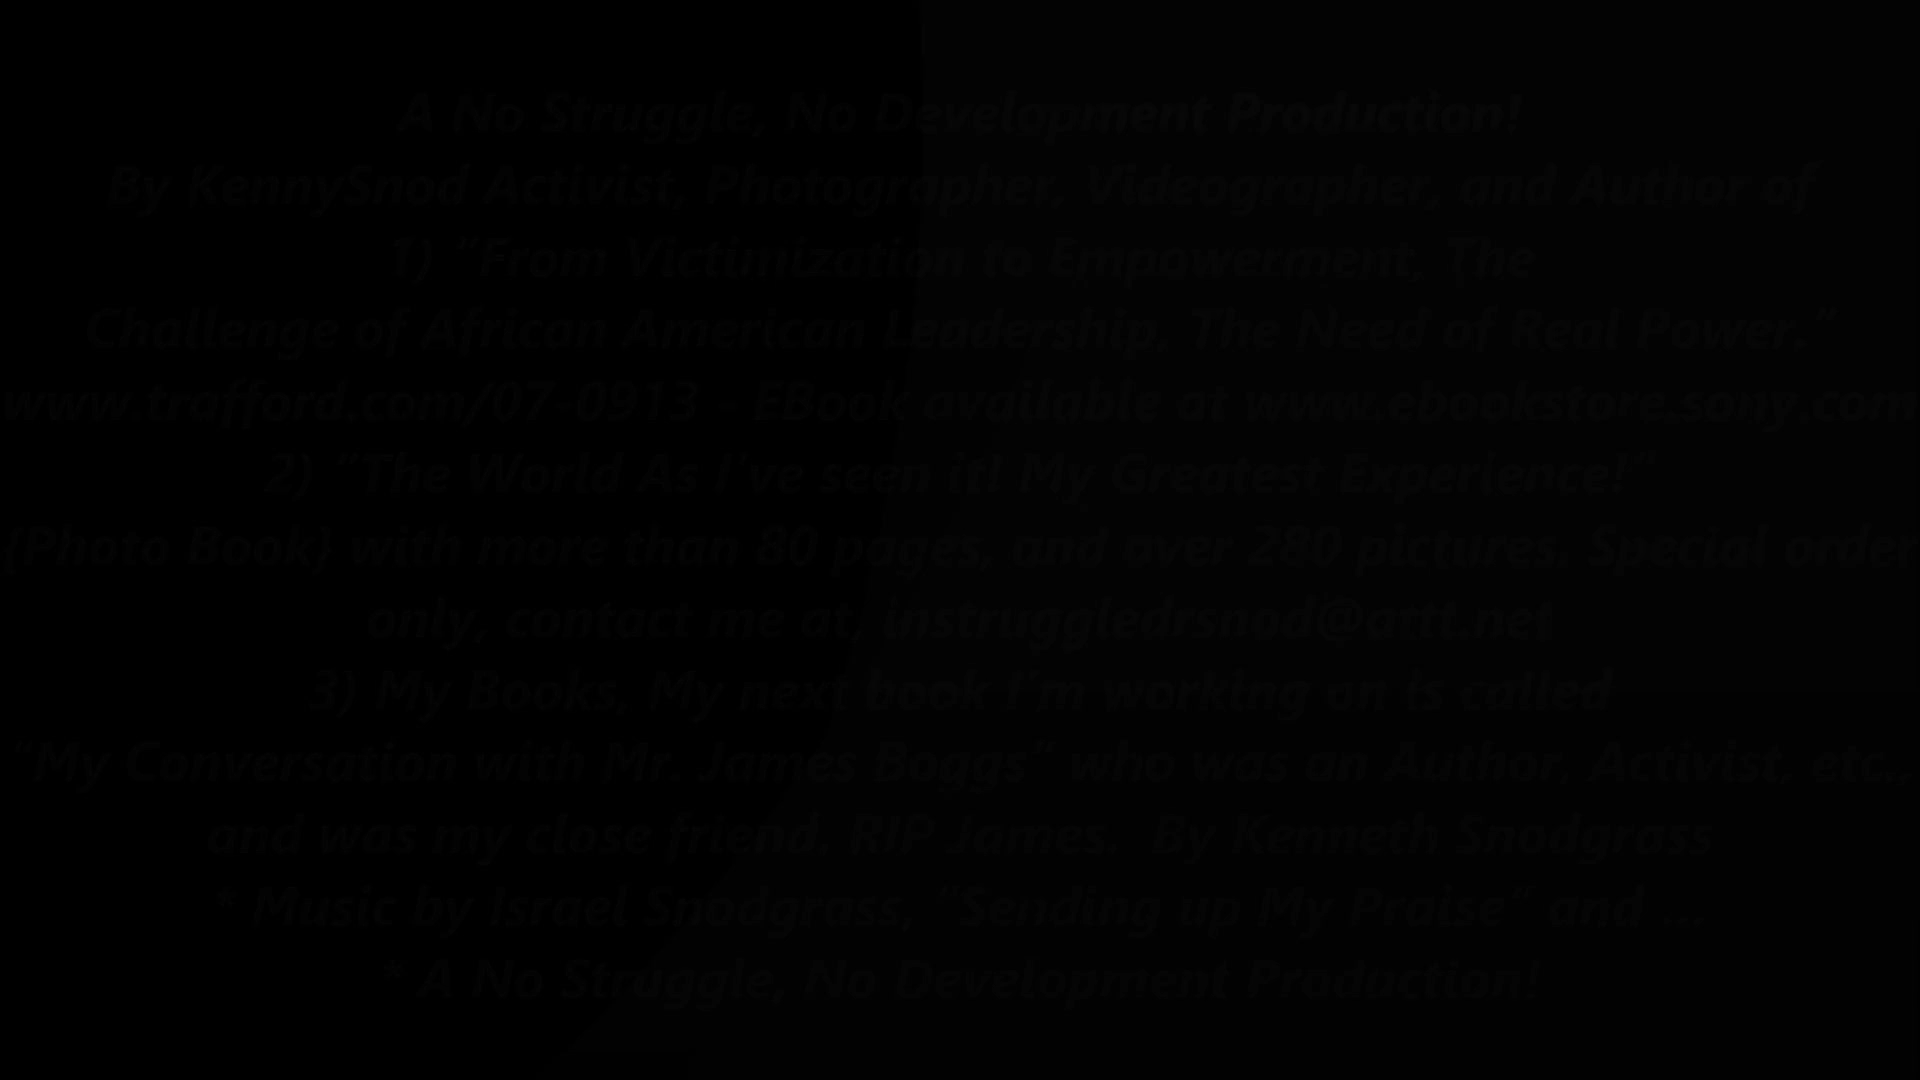 A No Struggle, No Development Production!
By KennySnod Activist, Photographer, Videographer, and Author of
1) "From Victimization to Empowerment, The
Challenge of African American Leadership, The Need of Real Power."
www.trafford.com/07-0913 - EBook available at www.ebookstore.sony.com
2) "The World As I've seen it! My Greatest Experience!"
(Photo Book) with more than 80 pages, and over 280 pictures. Special order
only, contact me at, instruggledrsnod@attt.net
3) My Books, My next book I'm working on is called
"My Conversation with Mr. James Boggs" who was an Author, Activist, etc.,
and was my close friend. RIP James. By Kenneth Snodgrass
* Music by Israel Snodgrass, "Sending up My Praise" and ...
* A No Struggle, No Development Production!